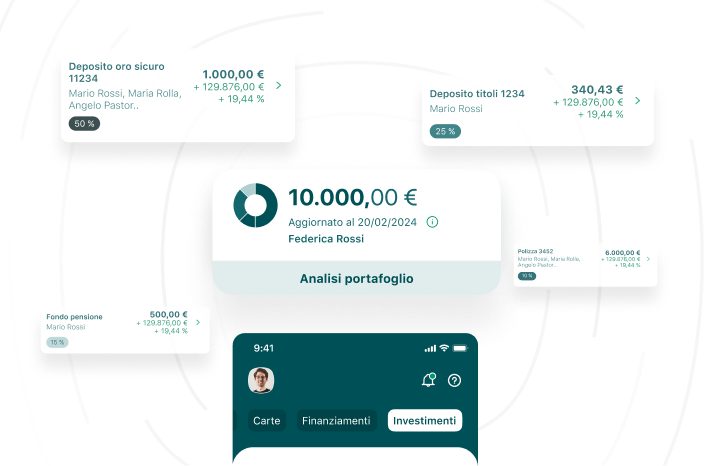 Deposito oro sicuro
11234
Mario Rossi, Maria Rolla,
Angelo Pastor..
50 %
1.000,00 €
+ 129.876,00 €
+ 19,44 %
Deposito titoli 1234
Mario Rossi
25 %
340,43 €
+ 129.876,00 €
+ 19,44 %
10.000,00 €
Aggiornato al 20/02/2024
Federica Rossi
Analisi portafoglio
Polizza 3452
Mario Rossi, Maria Rolla,
Angelo Pastor..
10 %
6.000,00 €
+ 129.876,00 €
+ 19,44 %
Fondo pensione
Mario Rossi
15 %
500,00 €
+ 129.876,00 €
+ 19,44 %
9:41
Carte
Finanziamenti
Investimenti